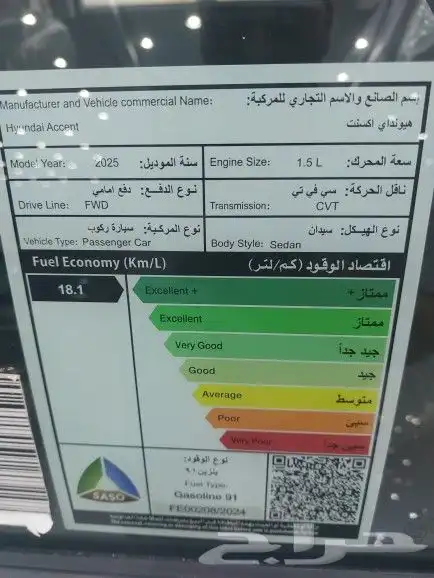 إسم الصانع والاسم التجاري للمركبة:
Manufacturer and Vehicle commercial Name:
هيونداي اكسنت
Hyundai Accent
سنة الموديل:
Model Year: 2025
سعة المحرك:
Engine Size: 1.5 L
نوع الدفع: دفع امامي
Drive Line: FWD
ناقل الحركة: سي في تي
Transmission: CVT
نوع المركبة: سيارة ركوب
Vehicle Type: Passenger Car
نوع الهيكل: سيدان
Body Style: Sedan
Fuel Economy (Km/L) اقتصاد الوقود (كم/لتر)
18.1
Excellent + ممتاز +
Excellent ممتاز
Very Good جيد جداً
Good جيد
Average متوسط
Poor سيئ
Very Poor سيئ جداً
SASO
نوع الوقود:
بنزين ٩١
Fuel Type:
Gasoline 91
FE00208/2024
حراج